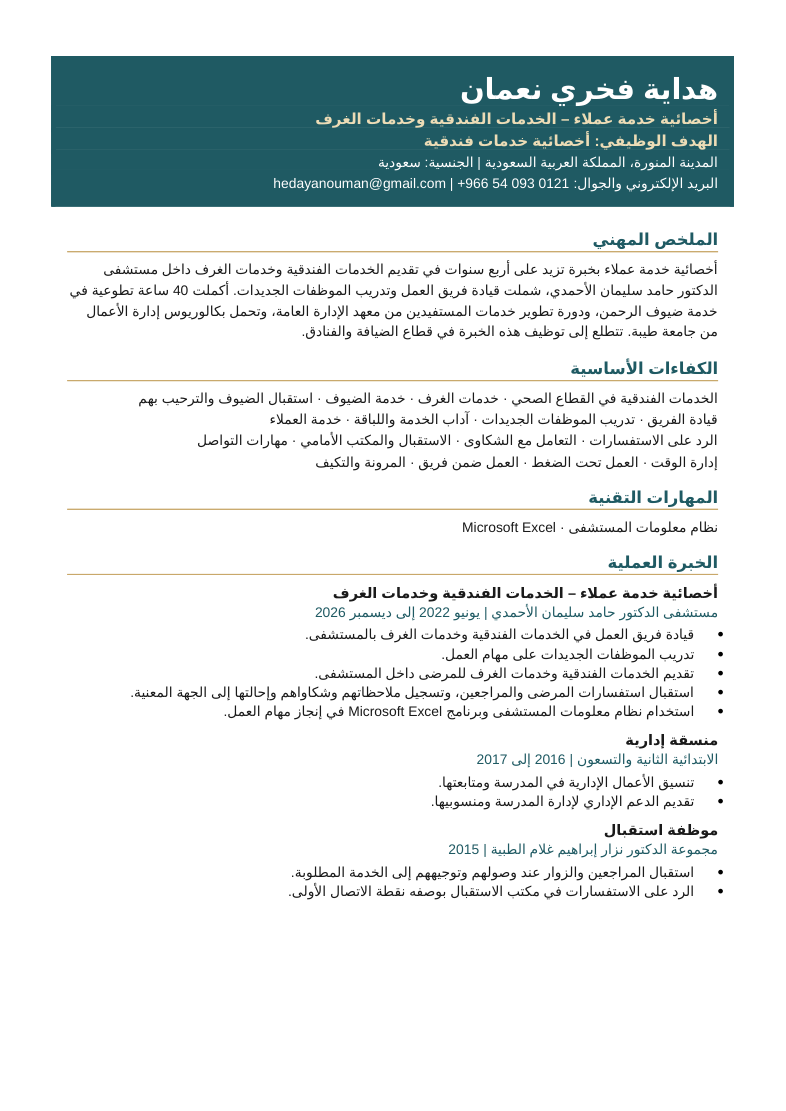 هداية فخري نعمان
أخصائية خدمة عملاء – الخدمات الفندقية وخدمات الغرف
الهدف الوظيفي: أخصائية خدمات فندقية
المدينة المنورة، المملكة العربية السعودية | الجنسية: سعودية
البريد الإلكتروني والجوال: hedayanouman@gmail.com | +966 54 093 0121
الملخص المهني
أخصائية خدمة عملاء بخبرة تزيد على أربع سنوات في تقديم الخدمات الفندقية وخدمات الغرف داخل مستشفى
الدكتور حامد سليمان الأحمدي، شملت قيادة فريق العمل وتدريب الموظفات الجديدات. أكملت 40 ساعة تطوعية في
خدمة ضيوف الرحمن، ودورة تطوير خدمات المستفيدين من معهد الإدارة العامة، وتحمل بكالوريوس إدارة الأعمال
من جامعة طيبة. تتطلع إلى توظيف هذه الخبرة في قطاع الضيافة والفنادق.
الكفاءات الأساسية
الخدمات الفندقية في القطاع الصحي · خدمات الغرف · خدمة الضيوف · استقبال الضيوف والترحيب بهم
قيادة الفريق · تدريب الموظفات الجديدات · آداب الخدمة واللباقة · خدمة العملاء
الرد على الاستفسارات · التعامل مع الشكاوى · الاستقبال والمكتب الأمامي · مهارات التواصل
إدارة الوقت · العمل تحت الضغط · العمل ضمن فريق · المرونة والتكيف
المهارات التقنية
نظام معلومات المستشفى · Microsoft Excel
الخبرة العملية
أخصائية خدمة عملاء – الخدمات الفندقية وخدمات الغرف
مستشفى الدكتور حامد سليمان الأحمدي | يونيو 2022 إلى ديسمبر 2026
• قيادة فريق العمل في الخدمات الفندقية وخدمات الغرف بالمستشفى.
• تدريب الموظفات الجديدات على مهام العمل.
• تقديم الخدمات الفندقية وخدمات الغرف للمرضى داخل المستشفى.
• استقبال استفسارات المرضى والمراجعين، وتسجيل ملاحظاتهم وشكاواهم وإحالتها إلى الجهة المعنية.
• استخدام نظام معلومات المستشفى وبرنامج Microsoft Excel في إنجاز مهام العمل.
منسقة إدارية
الابتدائية الثانية والتسعون | 2016 إلى 2017
• تنسيق الأعمال الإدارية في المدرسة ومتابعتها.
• تقديم الدعم الإداري لإدارة المدرسة ومنسوبيها.
موظفة استقبال
مجموعة الدكتور نزار إبراهيم غلام الطبية | 2015
• استقبال المراجعين والزوار عند وصولهم وتوجيههم إلى الخدمة المطلوبة.
• الرد على الاستفسارات في مكتب الاستقبال بوصفه نقطة الاتصال الأولى.